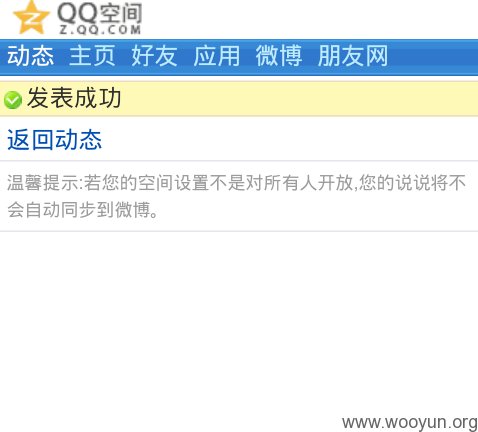 QQ空间
Z.QQ.COM
动态 主页 好友 应用 微博 朋友网
发表成功
返回动态
温馨提示:若您的空间设置不是对所有人开放,您的说说将不
会自动同步到微博。
www.wooyun.org